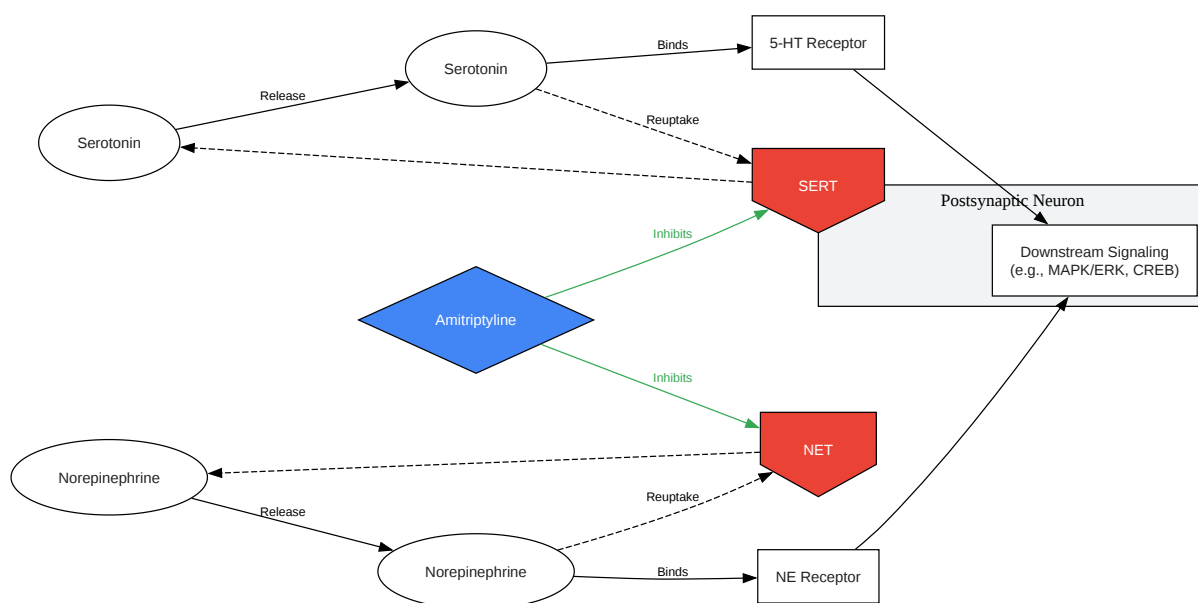 5-HT Receptor
Binds
Serotonin
Release
Reuptake
Serotonin
SERT
Postsynaptic Neuron
Inhibits
Downstream Signaling
(e.g., MAPK/ERK, CREB)
Amitriptyline
Inhibits
NET
Norepinephrine
Reuptake
Release
Norepinephrine
Binds
NE Receptor